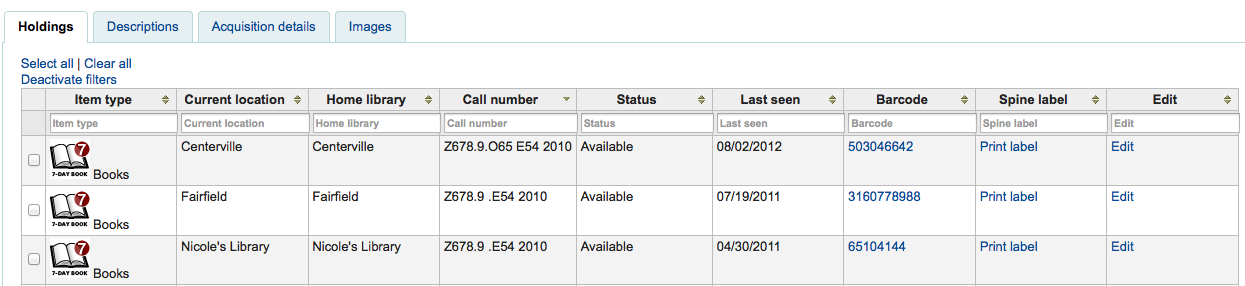 Holdings Descriptions Acquisition details Images
Select all | Clear all
Deactivate filters
Item type Current location Home library Call number Status Last seen Barcode Spine label Edit
Item type Current location Home library Call number Status Last seen Barcode Spine label Edit
7 7-DAY BOOK Books Centerville Centerville Z678.9.O65 E54 2010 Available 08/02/2012 503046642 Print label Edit
7 7-DAY BOOK Books Fairfield Fairfield Z678.9 .E54 2010 Available 07/19/2011 3160778988 Print label Edit
7 7-DAY BOOK Books Nicole's Library Nicole's Library Z678.9 .E54 2010 Available 04/30/2011 65104144 Print label Edit